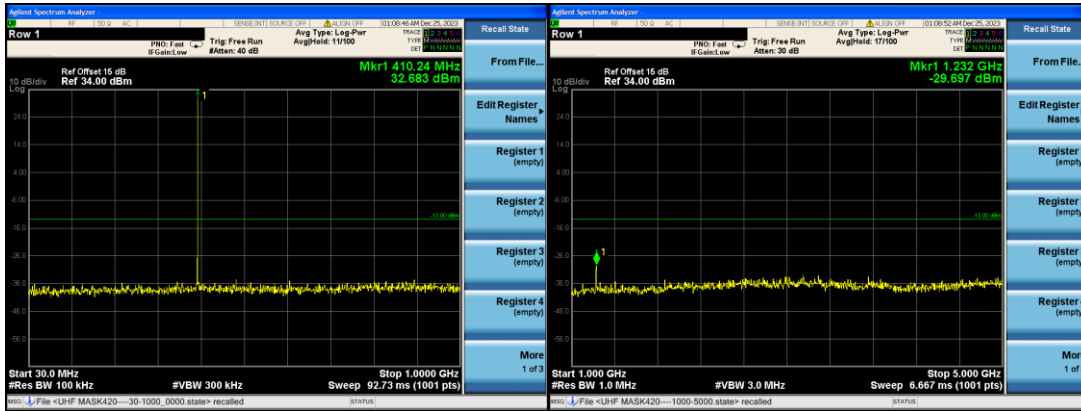 Agilent Spectrum Analyzer -
RF 50 Ω AC SENSE:INT SOURCE OFF ALIGN OFF 01:08:46 AM Dec 25, 2023
Row 1
PNO: Fast
IFGain:Low
Trig: Free Run
#Atten: 40 dB
Avg Type: Log-Pwr
Avg|Hold: 11/100
TRACE 1 2 3 4 5 6
TYPE M
DET P N N N N N
Ref Offset 15 dB
Ref 34.00 dBm
10 dB/div
Log
Mkr1 410.24 MHz
32.683 dBm
1
24.0
14.0
4.00
-6.00
-13.00 dBm
-16.0
-26.0
-36.0
-46.0
-56.0
Start 30.0 MHz
#Res BW 100 kHz
#VBW 300 kHz
Stop 1.0000 GHz
Sweep 92.73 ms (1001 pts)
MSG File <UHF MASK420----30-1000_0000.state> recalled STATUS
Recall State
From File...
Edit Register
Names
Register 1
(empty)
Register 2
(empty)
Register 3
(empty)
Register 4
(empty)
More
1 of 3
Agilent Spectrum Analyzer -
RF 50 Ω AC SENSE:INT SOURCE OFF ALIGN OFF 01:08:52 AM Dec 25, 2023
Row 1
PNO: Fast
IFGain:Low
Trig: Free Run
Atten: 30 dB
Avg Type: Log-Pwr
Avg|Hold: 17/100
TRACE 1 2 3 4 5 6
TYPE M
DET P N N N N N
Ref Offset 15 dB
Ref 34.00 dBm
10 dB/div
Log
Mkr1 1.232 GHz
-29.697 dBm
24.0
14.0
4.00
-6.00
-13.00 dBm
-16.0
-26.0
1
-36.0
-46.0
-56.0
Start 1.000 GHz
#Res BW 1.0 MHz
#VBW 3.0 MHz
Stop 5.000 GHz
Sweep 6.667 ms (1001 pts)
MSG File <UHF MASK420----1000-5000.state> recalled STATUS
Recall State
From File.
Edit Register
Names
Register
(empty
Register
(empty
Register
(empty
Register
(empty
Mor
1 of